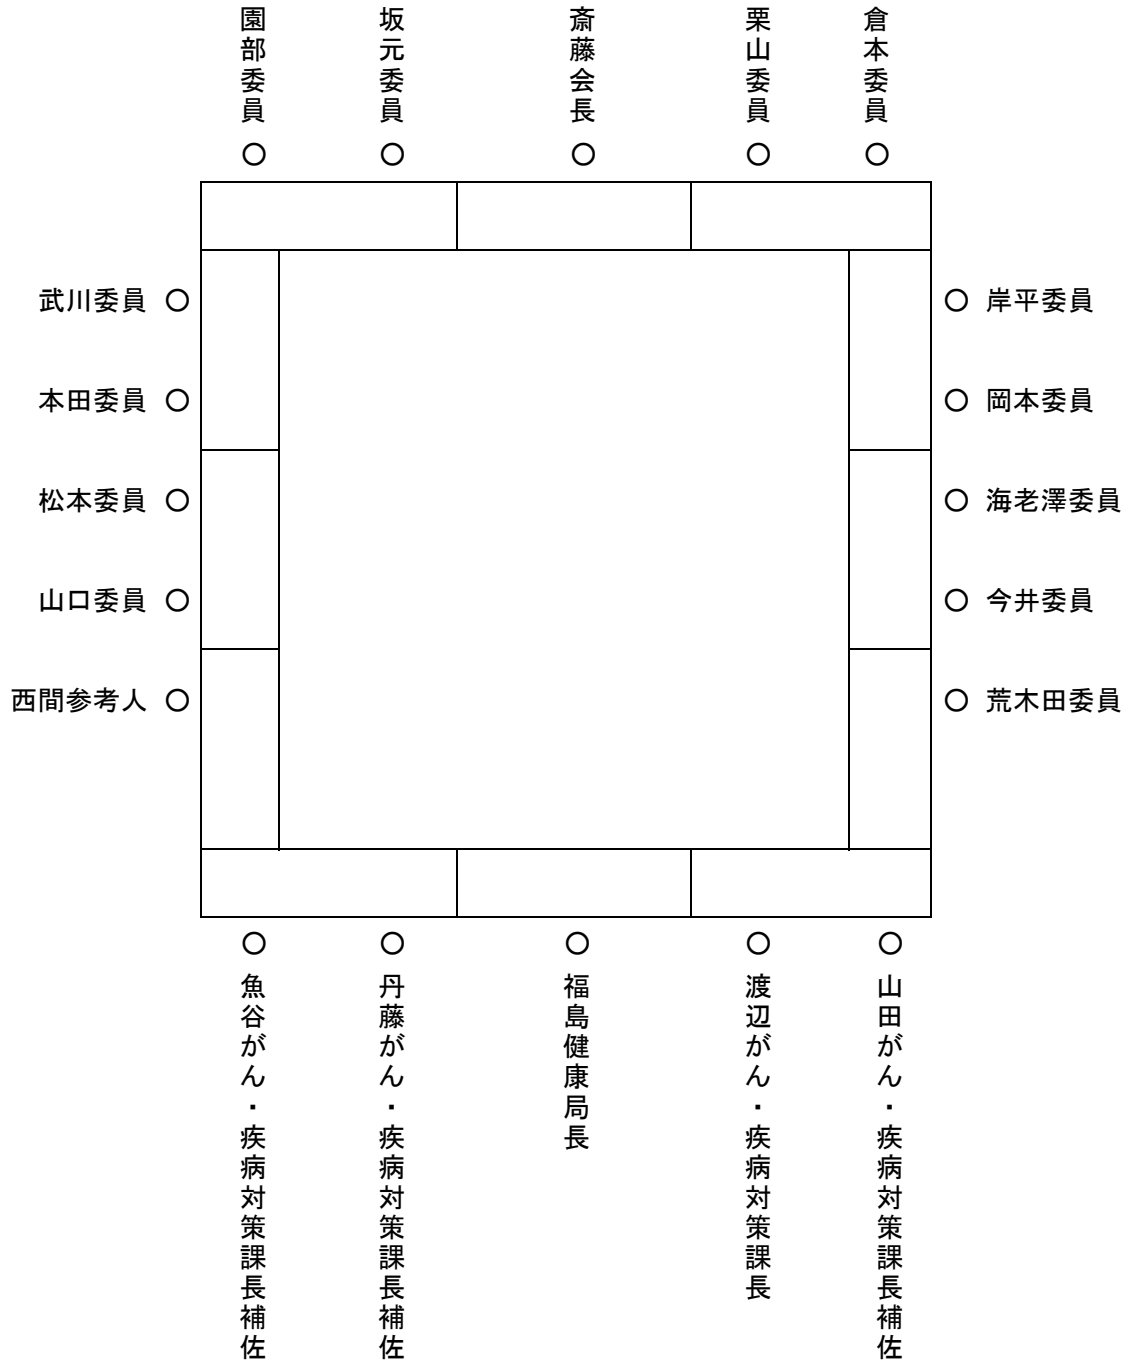 園部委員
坂元委員
斎藤会長
栗山委員
倉本委員
武川委員
岸平委員
本田委員
岡本委員
松本委員
海老澤委員
山口委員
今井委員
西間参考人
荒木田委員
魚谷がん・疾病対策課長補佐
丹藤がん・疾病対策課長補佐
福島健康局長
渡辺がん・疾病対策課長
山田がん・疾病対策課長補佐